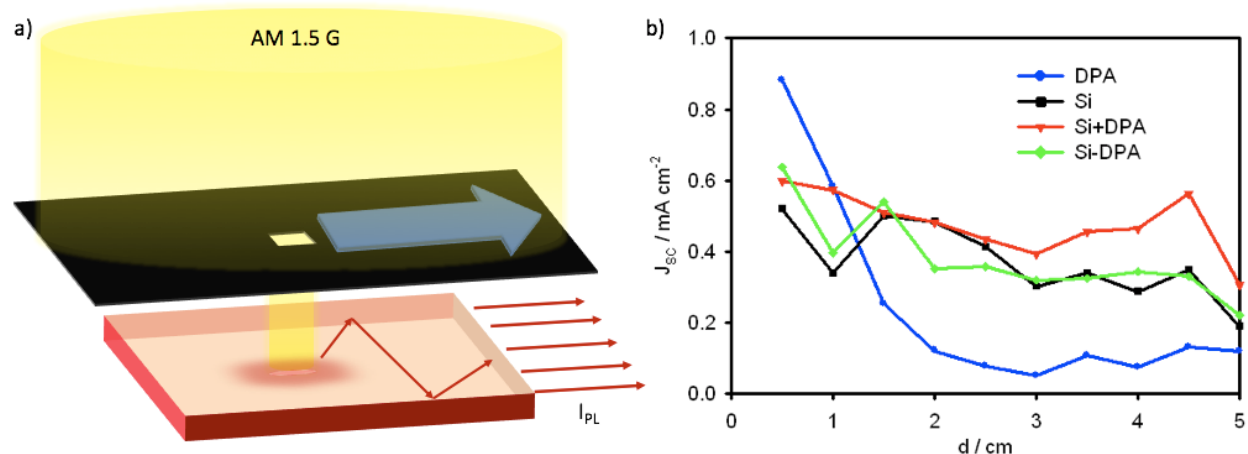 a)
AM 1.5 G
I_PL
b)
J_SC / mA cm⁻²
1.0
0.8
0.6
0.4
0.2
0.0
DPA
Si
Si+DPA
Si-DPA
0 1 2 3 4 5
d / cm